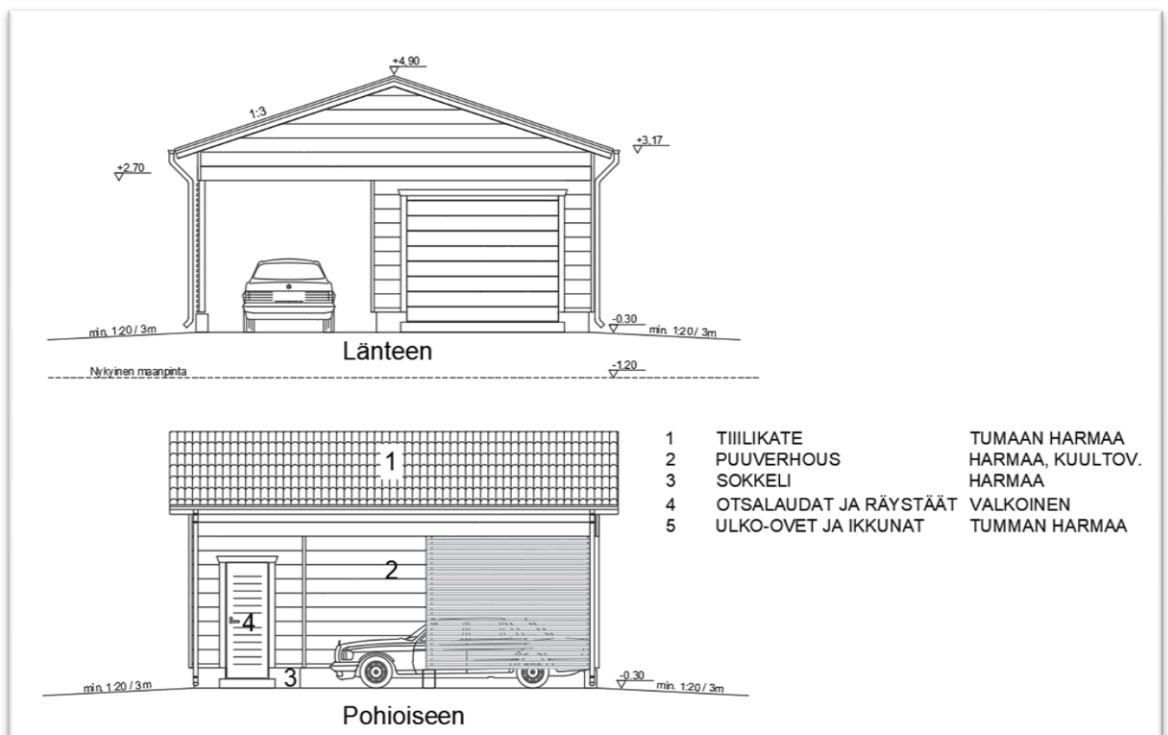 +4.90
1:3
+3.17
+2.70
-0.30
min. 1:20 / 3m
min. 1:20 / 3m
Länteen
Nykyinen maanpinta
-1.20
1 TIIILIKATE TUMAAN HARMAA
2 PUUVERHOUS HARMAA, KUULTOV.
3 SOKKELI HARMAA
4 OTSALAUDAT JA RÄYSTÄÄT VALKOINEN
5 ULKO-OVET JA IKKUNAT TUMMAN HARMAA
1
2
4
3
-0.30
min. 1:20 / 3m
min. 1:20 / 3m
Pohioiseen